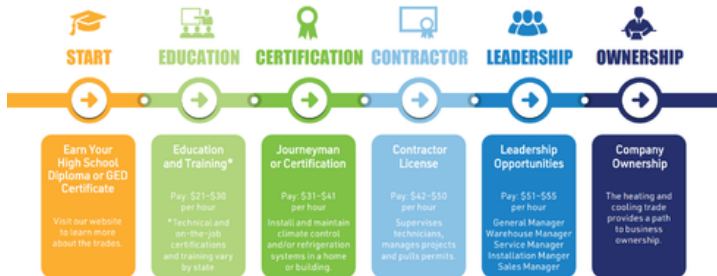 START
EDUCATION
CERTIFICATION
CONTRACTOR
LEADERSHIP
OWNERSHIP
Earn Your
High School
Diploma or GED
Certificate
Visit our website
to learn more
about the trades.
Education
and Training*
Pay: $21–$30
per hour
*Technical and
on-the-job
certifications
and training vary
by state
Journeyman
or Certification
Pay: $31–$41
per hour
Install and maintain
climate control
and/or refrigeration
systems in a home
or building.
Contractor
License
Pay: $42–$50
per hour
Supervises
technicians,
manages projects
and pulls permits.
Leadership
Opportunities
Pay: $51–$55
per hour
General Manager
Warehouse Manager
Service Manager
Installation Manger
Sales Manager
Company
Ownership
The heating and
cooling trade
provides a path
to business
ownership.